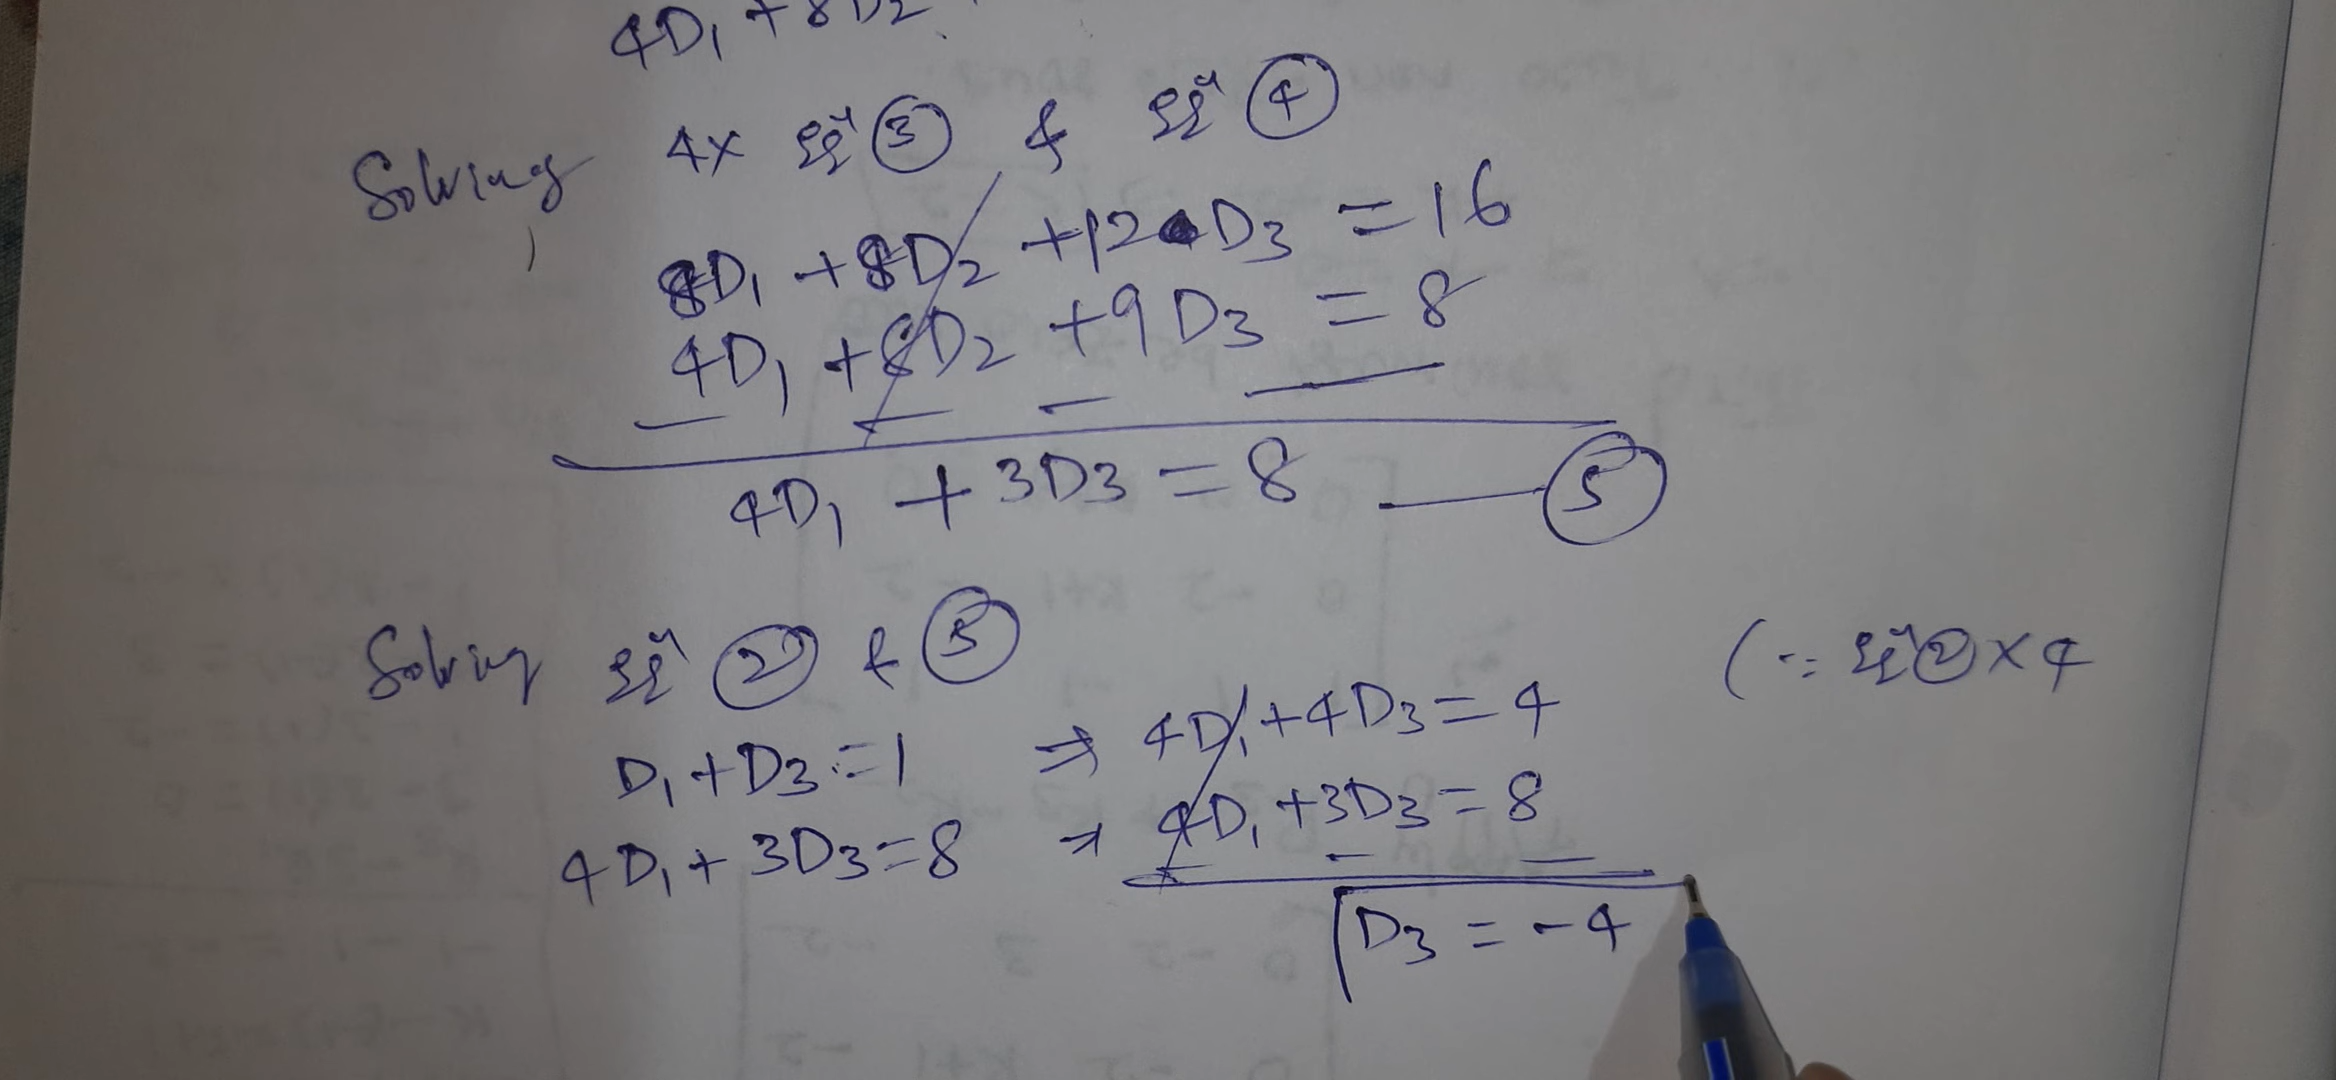 4D₁ + 8D₂
Solving 4× Eqⁿ ③ & Eqⁿ ④
8D₁ + 8D₂ + 12D₃ = 16
4D₁ + 8D₂ + 9D₃ = 8
4D₁ + 3D₃ = 8 — ⑤
Solving Eqⁿ ② & ⑤
(∵ Eqⁿ ② × 4
D₁ + D₃ = 1 ⇒ 4D₁ + 4D₃ = 4
4D₁ + 3D₃ = 8 ⇒ 4D₁ + 3D₃ = 8
D₃ = -4